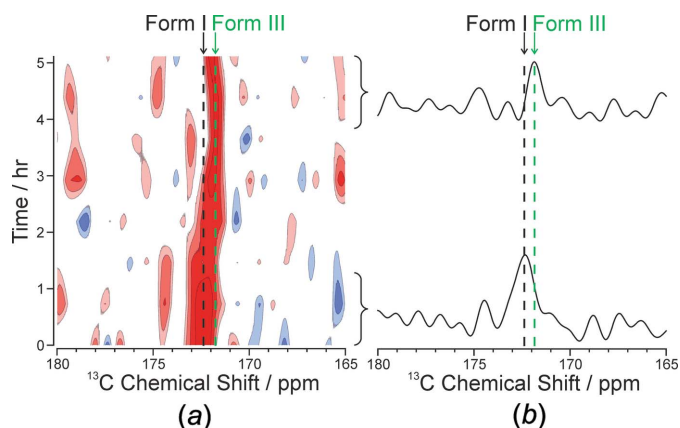 Form I Form III
Form I Form III
Time / hr
5
4
3
2
1
0
180 175 170 165
180 175 170 165
13C Chemical Shift / ppm
13C Chemical Shift / ppm
(a)
(b)